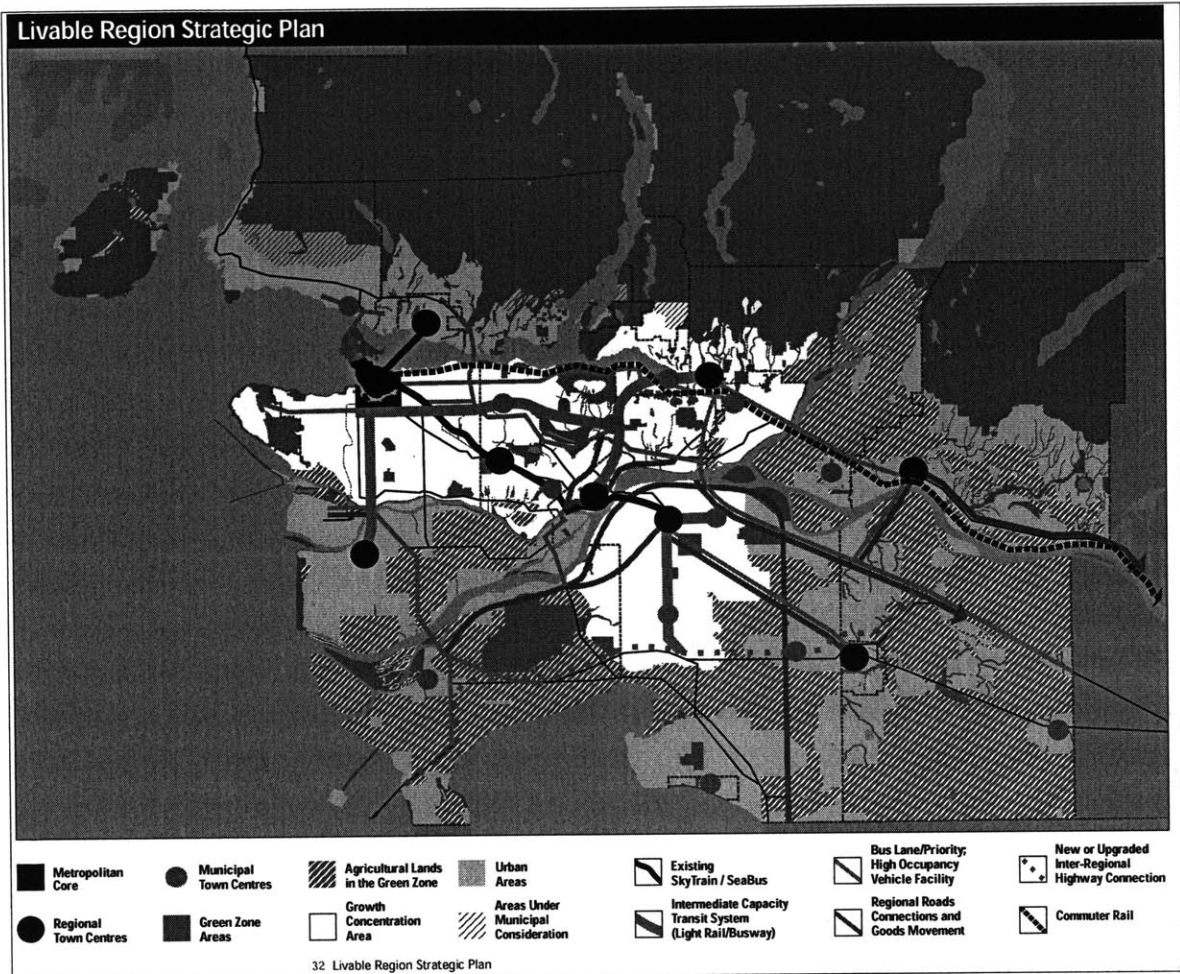 Livable Region Strategic Plan
Metropolitan
Core
Municipal
Town Centres
Agricultural Lands
in the Green Zone
Urban
Areas
Existing
SkyTrain / SeaBus
Bus Lane/Priority;
High Occupancy
Vehicle Facility
New or Upgraded
Inter-Regional
Highway Connection
Regional
Town Centres
Green Zone
Areas
Growth
Concentration
Area
Areas Under
Municipal
Consideration
Intermediate Capacity
Transit System
(Light Rail/Busway)
Regional Roads
Connections and
Goods Movement
Commuter Rail
32 Livable Region Strategic Plan